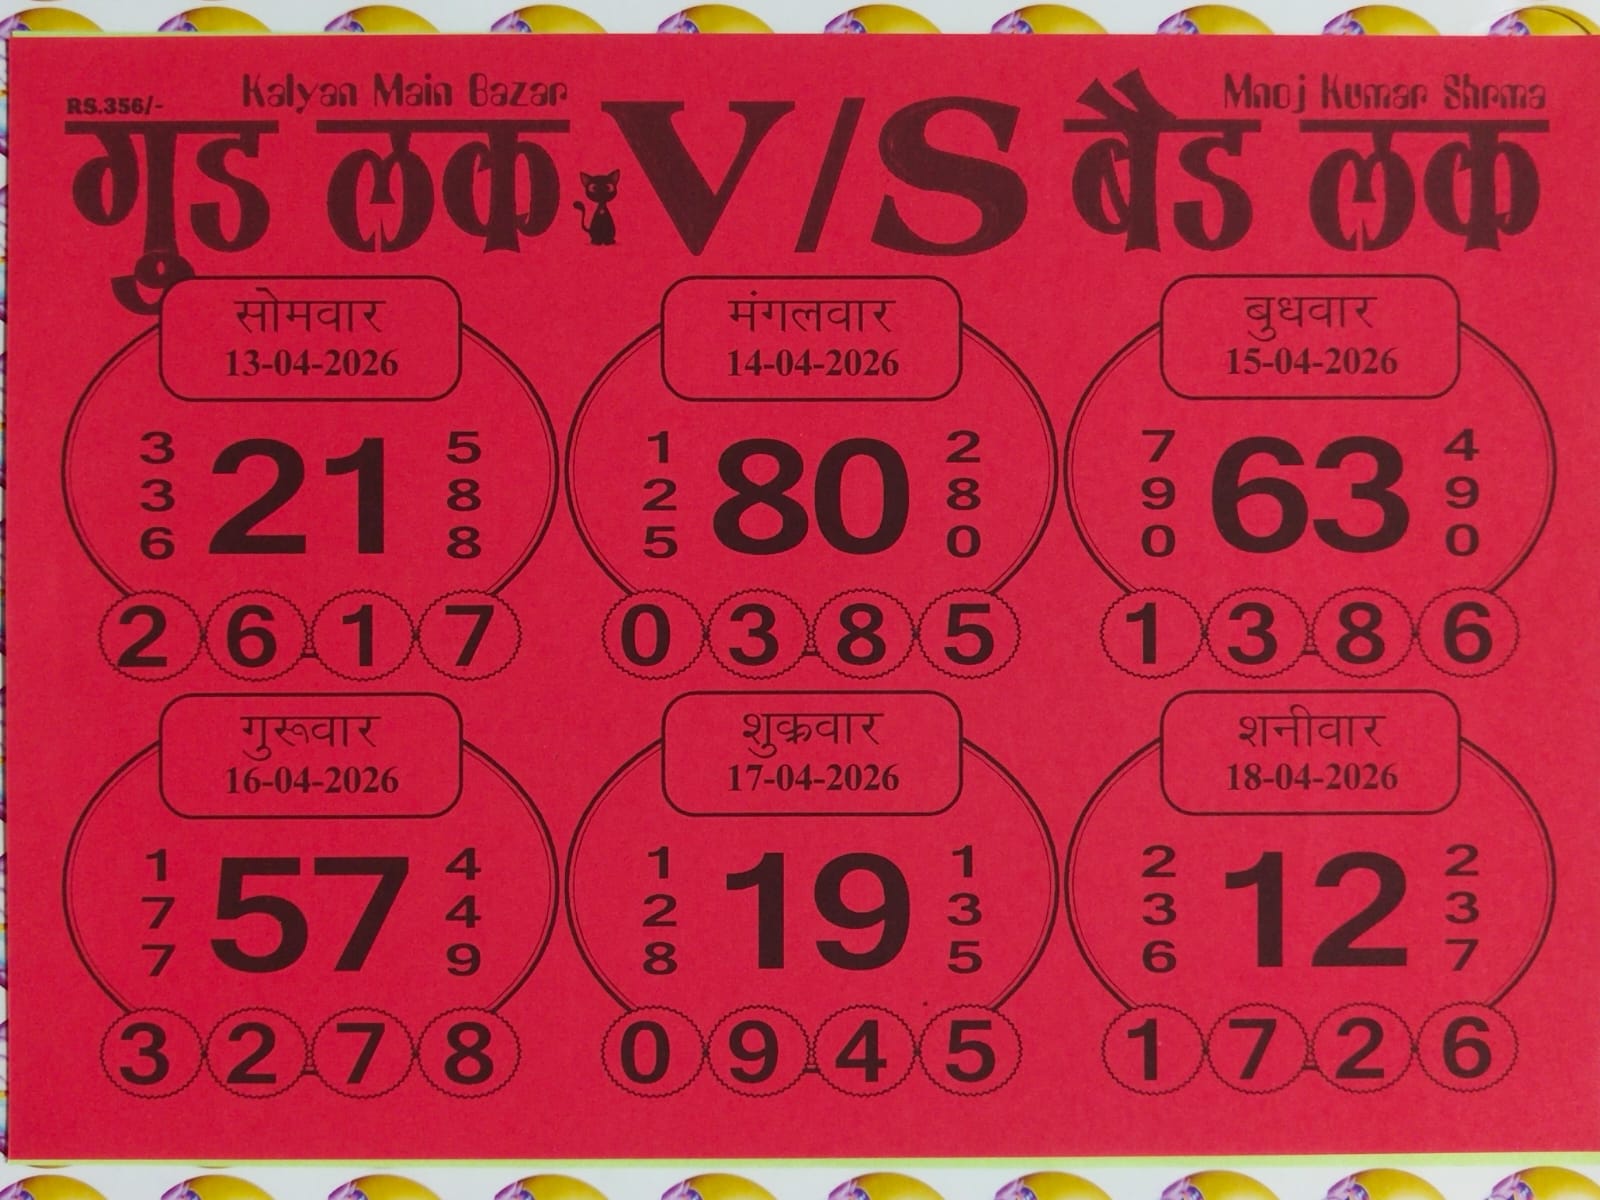 RS.356/- Kalyan Main Bazar Mnoj Kumar Shrma
गुड लक V/S बैड लक
सोमवार
13-04-2026
3 5
3 21 8
6 8
2 6 1 7
मंगलवार
14-04-2026
1 2
2 80 8
5 0
0 3 8 5
बुधवार
15-04-2026
7 4
9 63 9
0 0
1 3 8 6
गुरूवार
16-04-2026
1 4
7 57 4
7 9
3 2 7 8
शुक्रवार
17-04-2026
1 1
2 19 3
8 5
0 9 4 5
शनीवार
18-04-2026
2 2
3 12 3
6 7
1 7 2 6